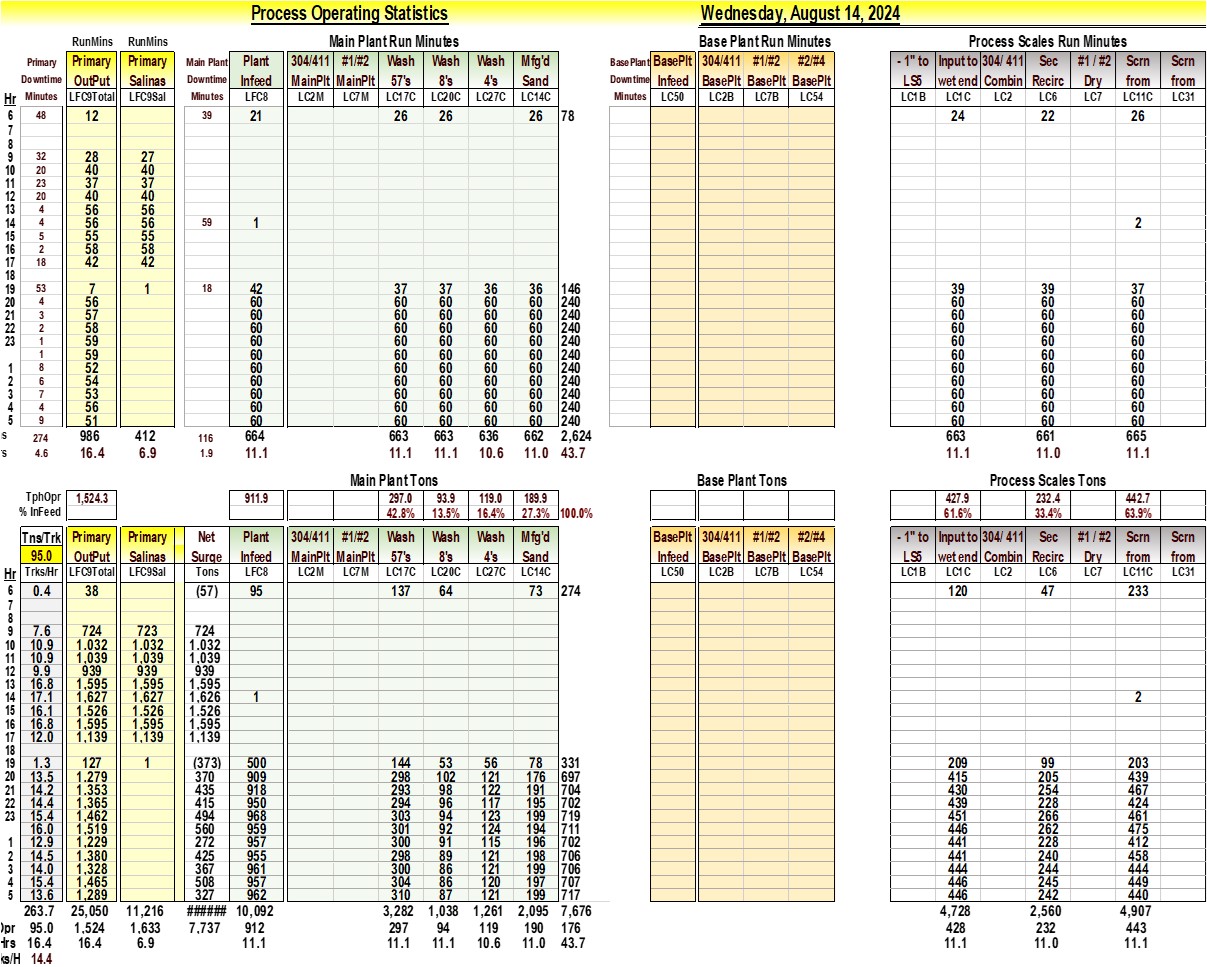 Process Operating Statistics Wednesday, August 14, 2024
RunMins RunMins Main Plant Run Minutes Base Plant Run Minutes Process Scales Run Minutes
Primary Primary Primary Main Plant Plant 304/411 #1/#2 Wash Wash Wash Mfg'd Base Plant BasePlt 304/411 #1/#2 #2/#4 - 1" to Input to 304/ 411 Sec #1 / #2 Scrn Scrn
Downtime OutPut Salinas Downtime Infeed MainPlt MainPlt 57's 8's 4's Sand Downtime Infeed BasePlt BasePlt BasePlt LS5 wet end Combin Recirc Dry from from
Hr Minutes LFC9Total LFC9Sal Minutes LFC8 LC2M LC7M LC17C LC20C LC27C LC14C Minutes LC50 LC2B LC7B LC54 LC1B LC1C LC2 LC6 LC7 LC11C LC31
6 48 12 39 21 26 26 26 78 24 22 26
7
8
9 32 28 27
10 20 40 40
11 23 37 37
12 20 40 40
13 4 56 56
14 4 56 56 59 1 2
15 5 55 55
16 2 58 58
17 18 42 42
18
19 53 7 1 18 42 37 37 36 36 146 39 39 37
20 4 56 60 60 60 60 60 240 60 60 60
21 3 57 60 60 60 60 60 240 60 60 60
22 2 58 60 60 60 60 60 240 60 60 60
23 1 59 60 60 60 60 60 240 60 60 60
1 59 60 60 60 60 60 240 60 60 60
1 8 52 60 60 60 60 60 240 60 60 60
2 6 54 60 60 60 60 60 240 60 60 60
3 7 53 60 60 60 60 60 240 60 60 60
4 4 56 60 60 60 60 60 240 60 60 60
5 9 51 60 60 60 60 60 240 60 60 60
s 274 986 412 116 664 663 663 636 662 2,624 663 661 665
s 4.6 16.4 6.9 1.9 11.1 11.1 11.1 10.6 11.0 43.7 11.1 11.0 11.1
Main Plant Tons Base Plant Tons Process Scales Tons
TphOpr 1,524.3 911.9 297.0 93.9 119.0 189.9 427.9 232.4 442.7
% InFeed 42.8% 13.5% 16.4% 27.3% 100.0% 61.6% 33.4% 63.9%
Tns/Trk Primary Primary Net Plant 304/411 #1/#2 Wash Wash Wash Mfg'd BasePlt 304/411 #1/#2 #2/#4 - 1" to Input to 304/ 411 Sec #1 / #2 Scrn Scrn
95.0 OutPut Salinas Surge Infeed MainPlt MainPlt 57's 8's 4's Sand Infeed BasePlt BasePlt BasePlt LS5 wet end Combin Recirc Dry from from
Hr Trks/Hr LFC9Total LFC9Sal Tons LFC8 LC2M LC7M LC17C LC20C LC27C LC14C LC50 LC2B LC7B LC54 LC1B LC1C LC2 LC6 LC7 LC11C LC31
6 0.4 38 (57) 95 137 64 73 274 120 47 233
7
8
9 7.6 724 723 724
10 10.9 1,032 1,032 1,032
11 10.9 1,039 1,039 1,039
12 9.9 939 939 939
13 16.8 1,595 1,595 1,595
14 17.1 1,627 1,627 1,626 1 2
15 16.1 1,526 1,526 1,526
16 16.8 1,595 1,595 1,595
17 12.0 1,139 1,139 1,139
18
19 1.3 127 1 (373) 500 144 53 56 78 331 209 99 203
20 13.5 1,279 370 909 298 102 121 176 697 415 205 439
21 14.2 1,353 435 918 293 98 122 191 704 430 254 467
22 14.4 1,365 415 950 294 96 117 195 702 439 228 424
23 15.4 1,462 494 968 303 94 123 199 719 451 266 461
16.0 1,519 560 959 301 92 124 194 711 446 262 475
1 12.9 1,229 272 957 300 91 115 196 702 441 228 412
2 14.5 1,380 425 955 298 89 121 198 706 441 240 458
3 14.0 1,328 367 961 300 86 121 199 706 444 244 444
4 15.4 1,465 508 957 304 86 120 197 707 446 245 449
5 13.6 1,289 327 962 310 87 121 199 717 446 242 440
263.7 25,050 11,216 ###### 10,092 3,282 1,038 1,261 2,095 7,676 4,728 2,560 4,907
Opr 95.0 1,524 1,633 7,737 912 297 94 119 190 176 428 232 443
Hrs 16.4 16.4 6.9 11.1 11.1 11.1 10.6 11.0 43.7 11.1 11.0 11.1
ks/H 14.4